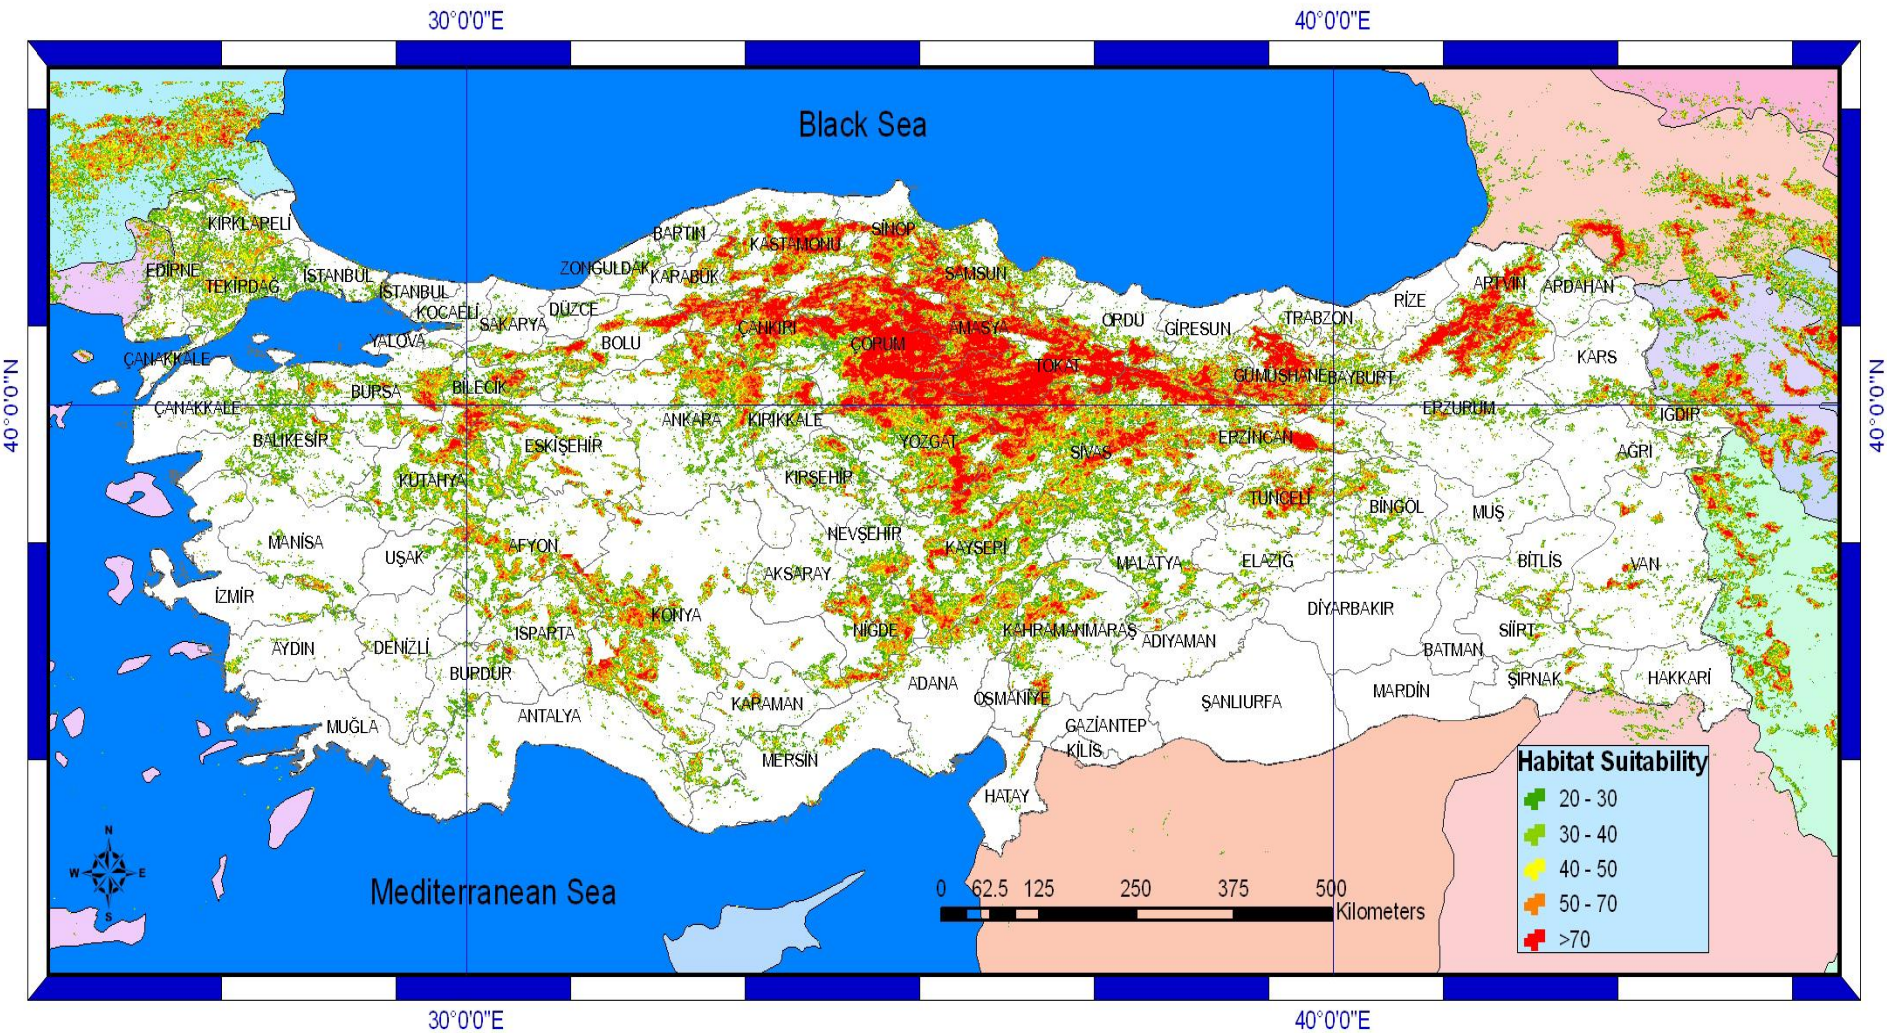 30°0'0"E
40°0'0"E
Black Sea
KIRKLARELİ
EDİRNE
TEKİRDAĞ
İSTANBUL
İSTANBUL
KOCAELİ
SAKARYA
DÜZCE
ZONGULDAK
BARTIN
KARABÜK
KASTAMONU
SİNOP
SAMSUN
ÇANKIRI
ÇORUM
AMASYA
TOKAT
ORDU
GİRESUN
TRABZON
RİZE
ARTVİN
ARDAHAN
KARS
YALOVA
BOLU
ÇANAKKALE
ÇANAKKALE
BURSA
BİLECİK
GÜMÜŞHANE
BAYBURT
40°0'0"N
40°0'0"N
ANKARA
KIRIKKALE
ERZURUM
IGDIR
BALIKESİR
ESKİŞEHİR
YOZGAT
SİVAS
ERZİNCAN
AĞRI
KÜTAHYA
KIRŞEHİR
TUNCELİ
BİNGÖL
MUŞ
MANİSA
UŞAK
AFYON
NEVŞEHİR
KAYSERİ
MALATYA
ELAZIĞ
BİTLİS
VAN
İZMİR
AKSARAY
KONYA
DİYARBAKIR
AYDIN
DENİZLİ
ISPARTA
NİGDE
KAHRAMANMARAŞ
ADIYAMAN
SİİRT
BATMAN
BURDUR
ADANA
OSMANİYE
ŞANLIURFA
MARDİN
ŞIRNAK
HAKKARİ
MUĞLA
ANTALYA
KARAMAN
GAZİANTEP
KİLİS
MERSİN
HATAY
Habitat Suitability
20 - 30
30 - 40
40 - 50
50 - 70
>70
N
W
E
S
Mediterranean Sea
0 62.5 125 250 375 500
Kilometers
30°0'0"E
40°0'0"E